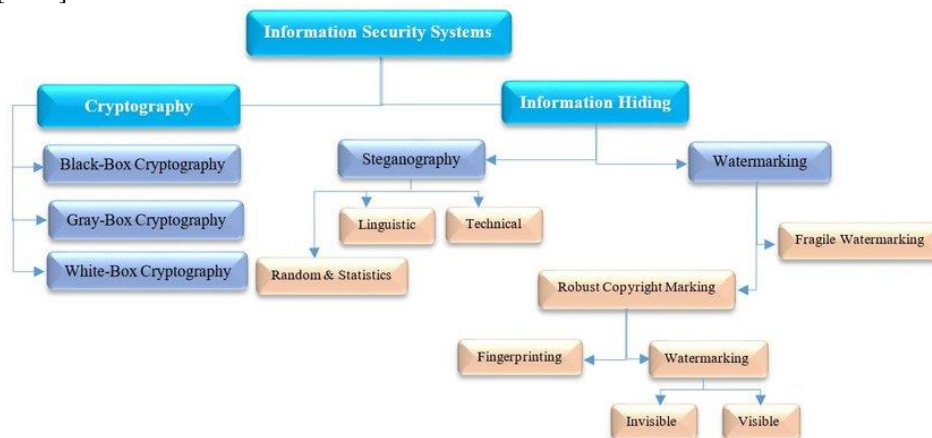 Information Security Systems
Cryptography
Information Hiding
Black-Box Cryptography
Steganography
Watermarking
Gray-Box Cryptography
Linguistic
Technical
Fragile Watermarking
White-Box Cryptography
Random & Statistics
Robust Copyright Marking
Fingerprinting
Watermarking
Invisible
Visible